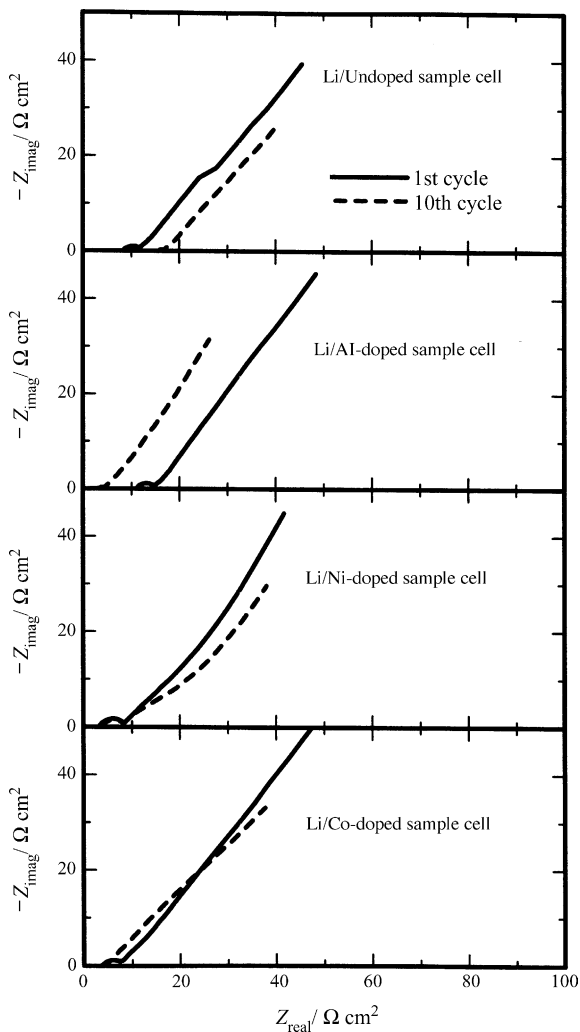 40
20
0
− Z_imag / Ω cm²
Li/Undoped sample cell
1st cycle
10th cycle
40
20
0
− Z_imag / Ω cm²
Li/Al-doped sample cell
40
20
0
− Z_imag / Ω cm²
Li/Ni-doped sample cell
40
20
0
− Z_imag / Ω cm²
Li/Co-doped sample cell
0 20 40 60 80 100
Z_real / Ω cm²